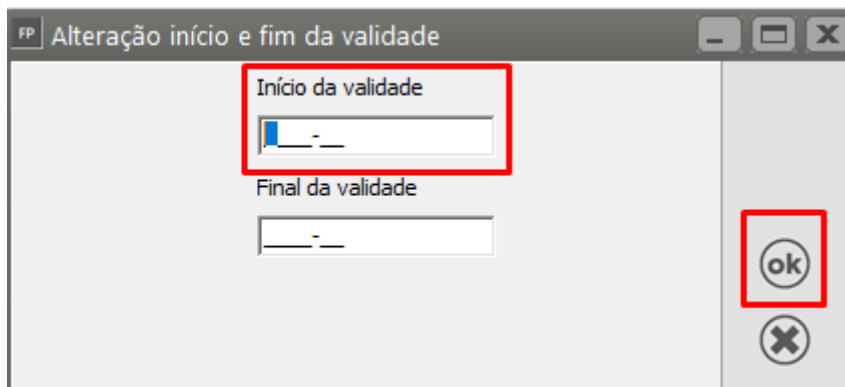 FP Alteração início e fim da validade
Início da validade
____-__
Final da validade
____-__
ok